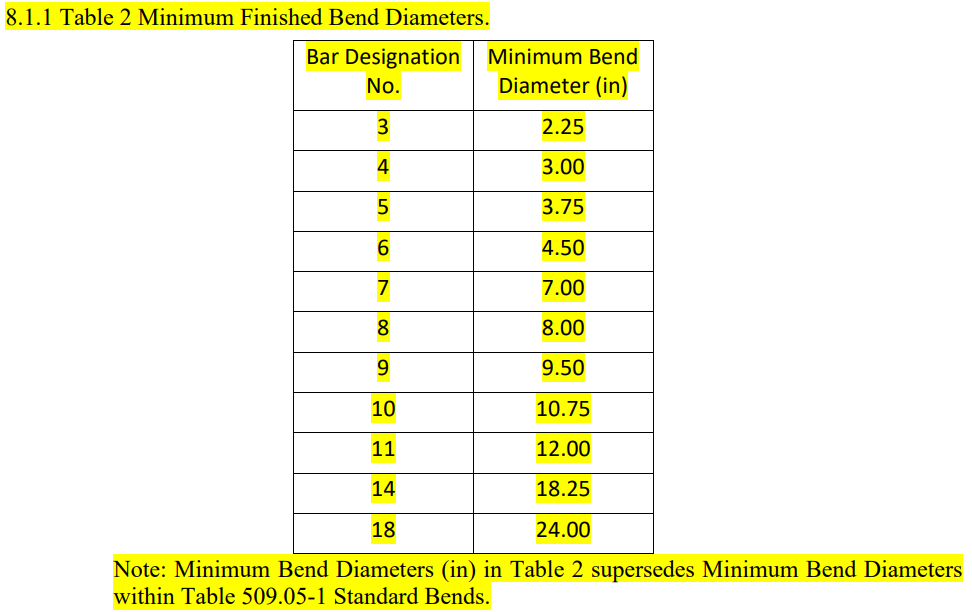 8.1.1 Table 2 Minimum Finished Bend Diameters.
Bar Designation No. Minimum Bend Diameter (in)
3 2.25
4 3.00
5 3.75
6 4.50
7 7.00
8 8.00
9 9.50
10 10.75
11 12.00
14 18.25
18 24.00
Note: Minimum Bend Diameters (in) in Table 2 supersedes Minimum Bend Diameters
within Table 509.05-1 Standard Bends.